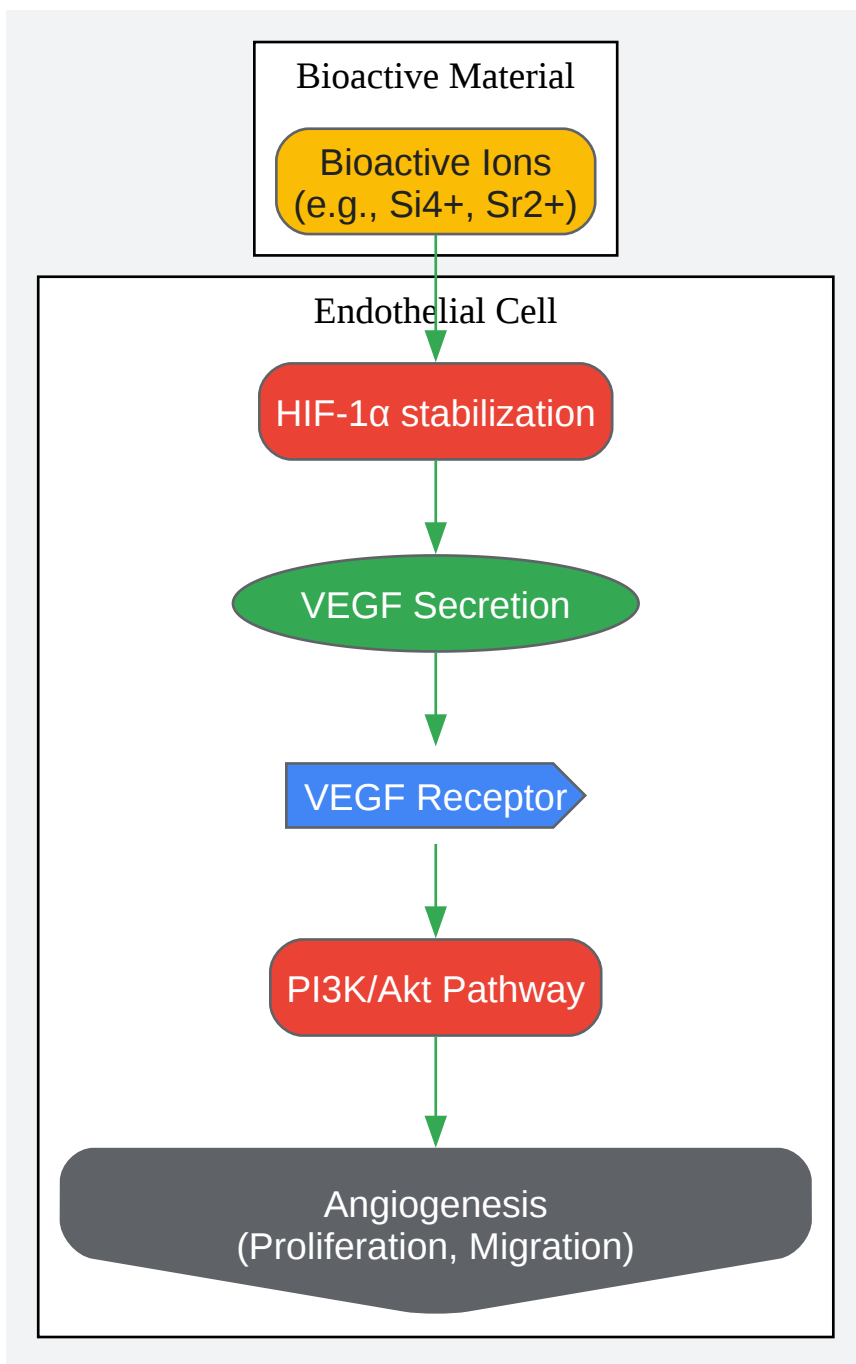 Bioactive Material
Bioactive Ions
(e.g., Si4+, Sr2+)
Endothelial Cell
HIF-1α stabilization
VEGF Secretion
VEGF Receptor
PI3K/Akt Pathway
Angiogenesis
(Proliferation, Migration)